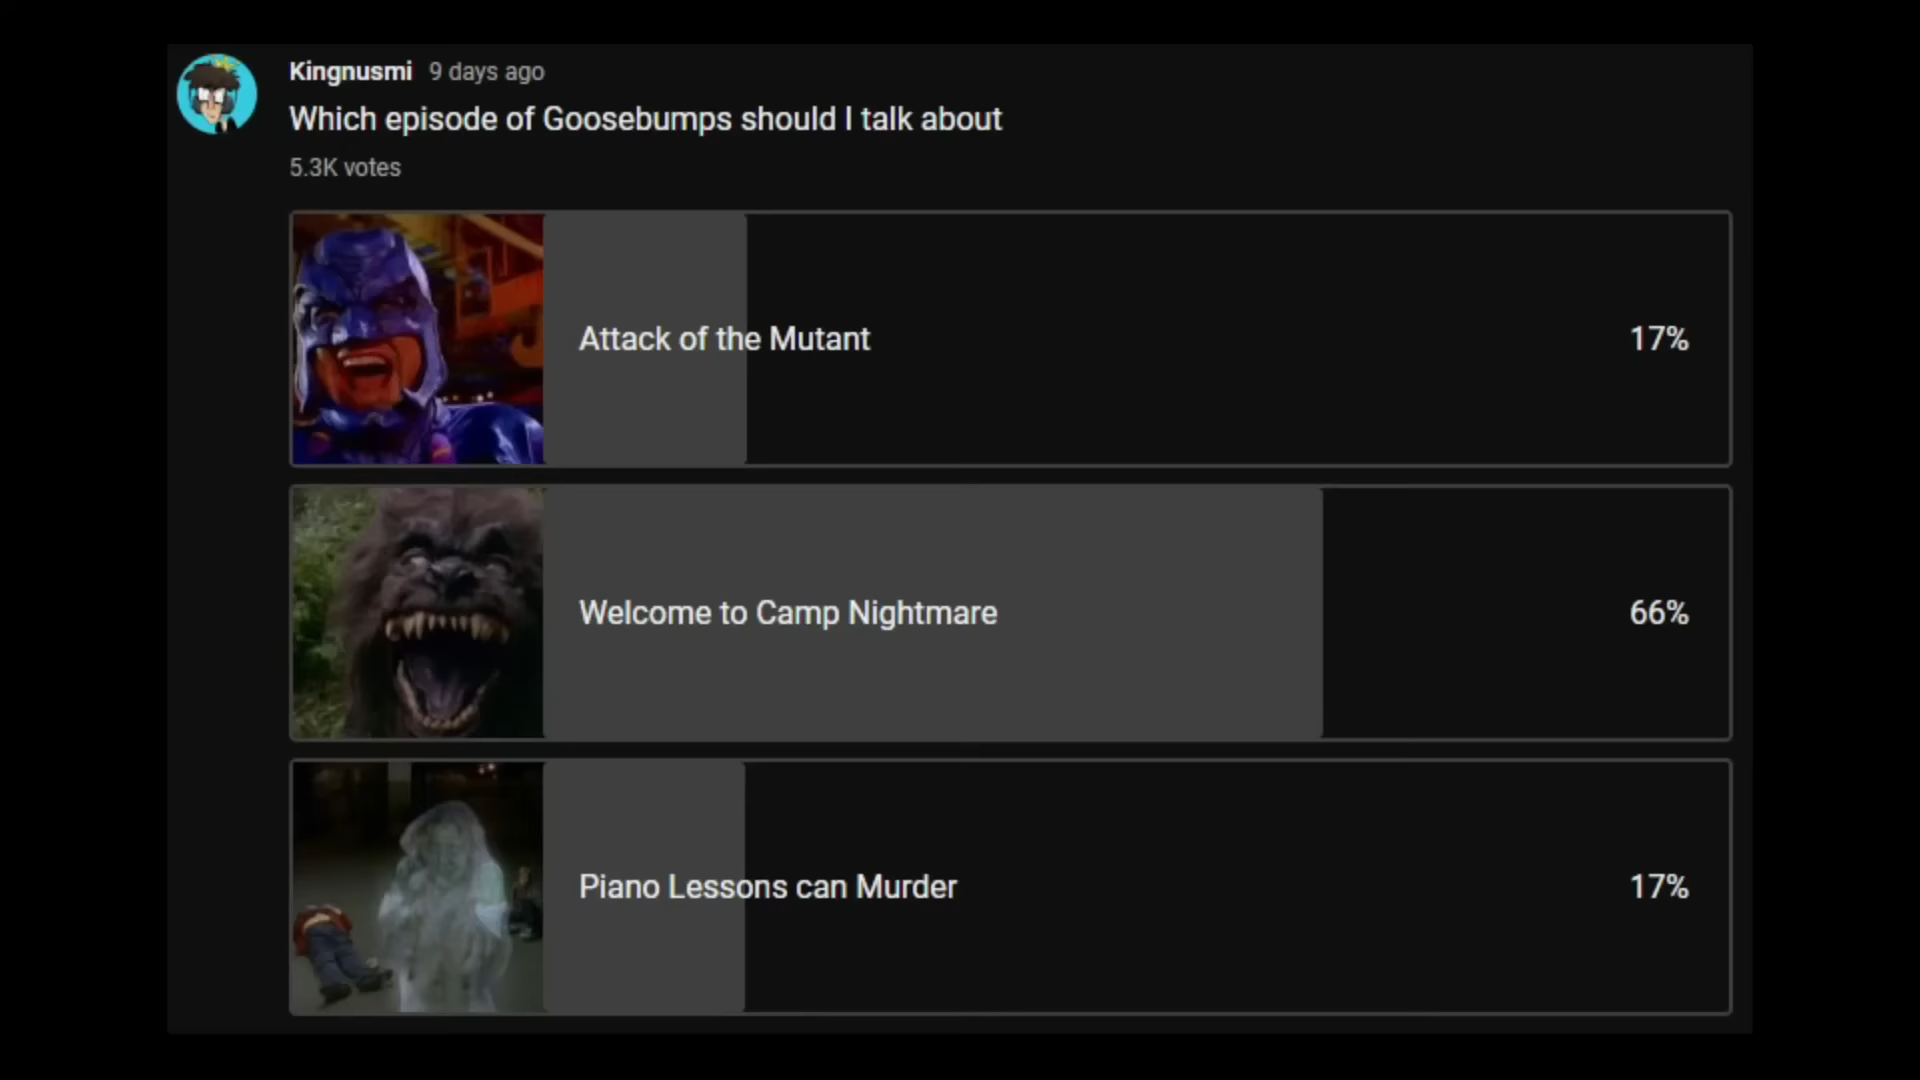 Kingnusmi 9 days ago
Which episode of Goosebumps should I talk about
5.3K votes
Attack of the Mutant 17%
Welcome to Camp Nightmare 66%
Piano Lessons can Murder 17%